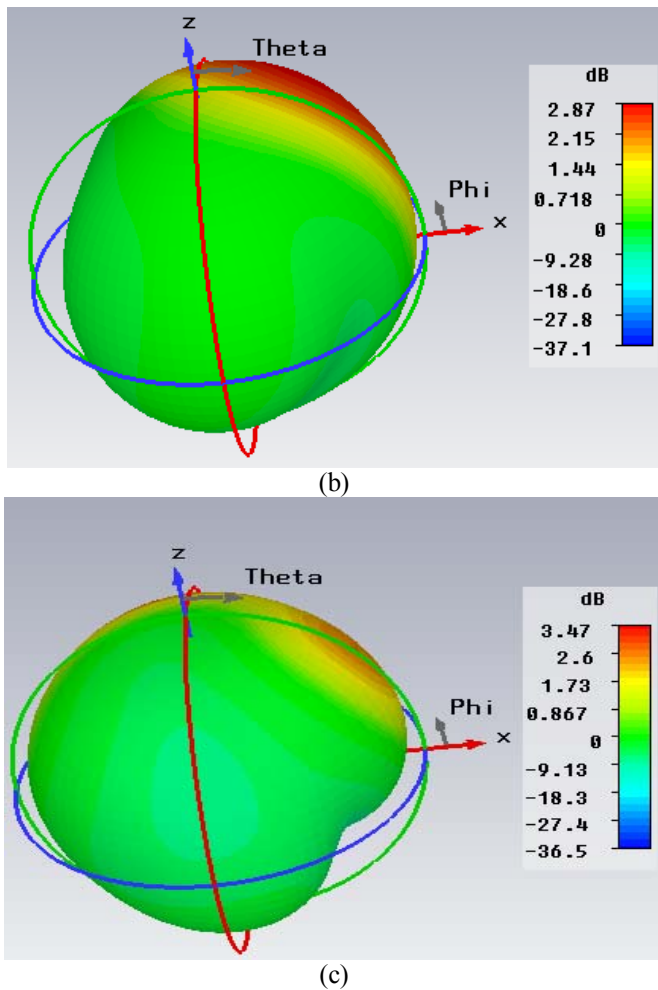 z
Theta
dB
2.87
2.15
1.44
0.718
0
-9.28
-18.6
-27.8
-37.1
Phi
x
(b)
z
Theta
dB
3.47
2.6
1.73
0.867
0
-9.13
-18.3
-27.4
-36.5
Phi
x
(c)